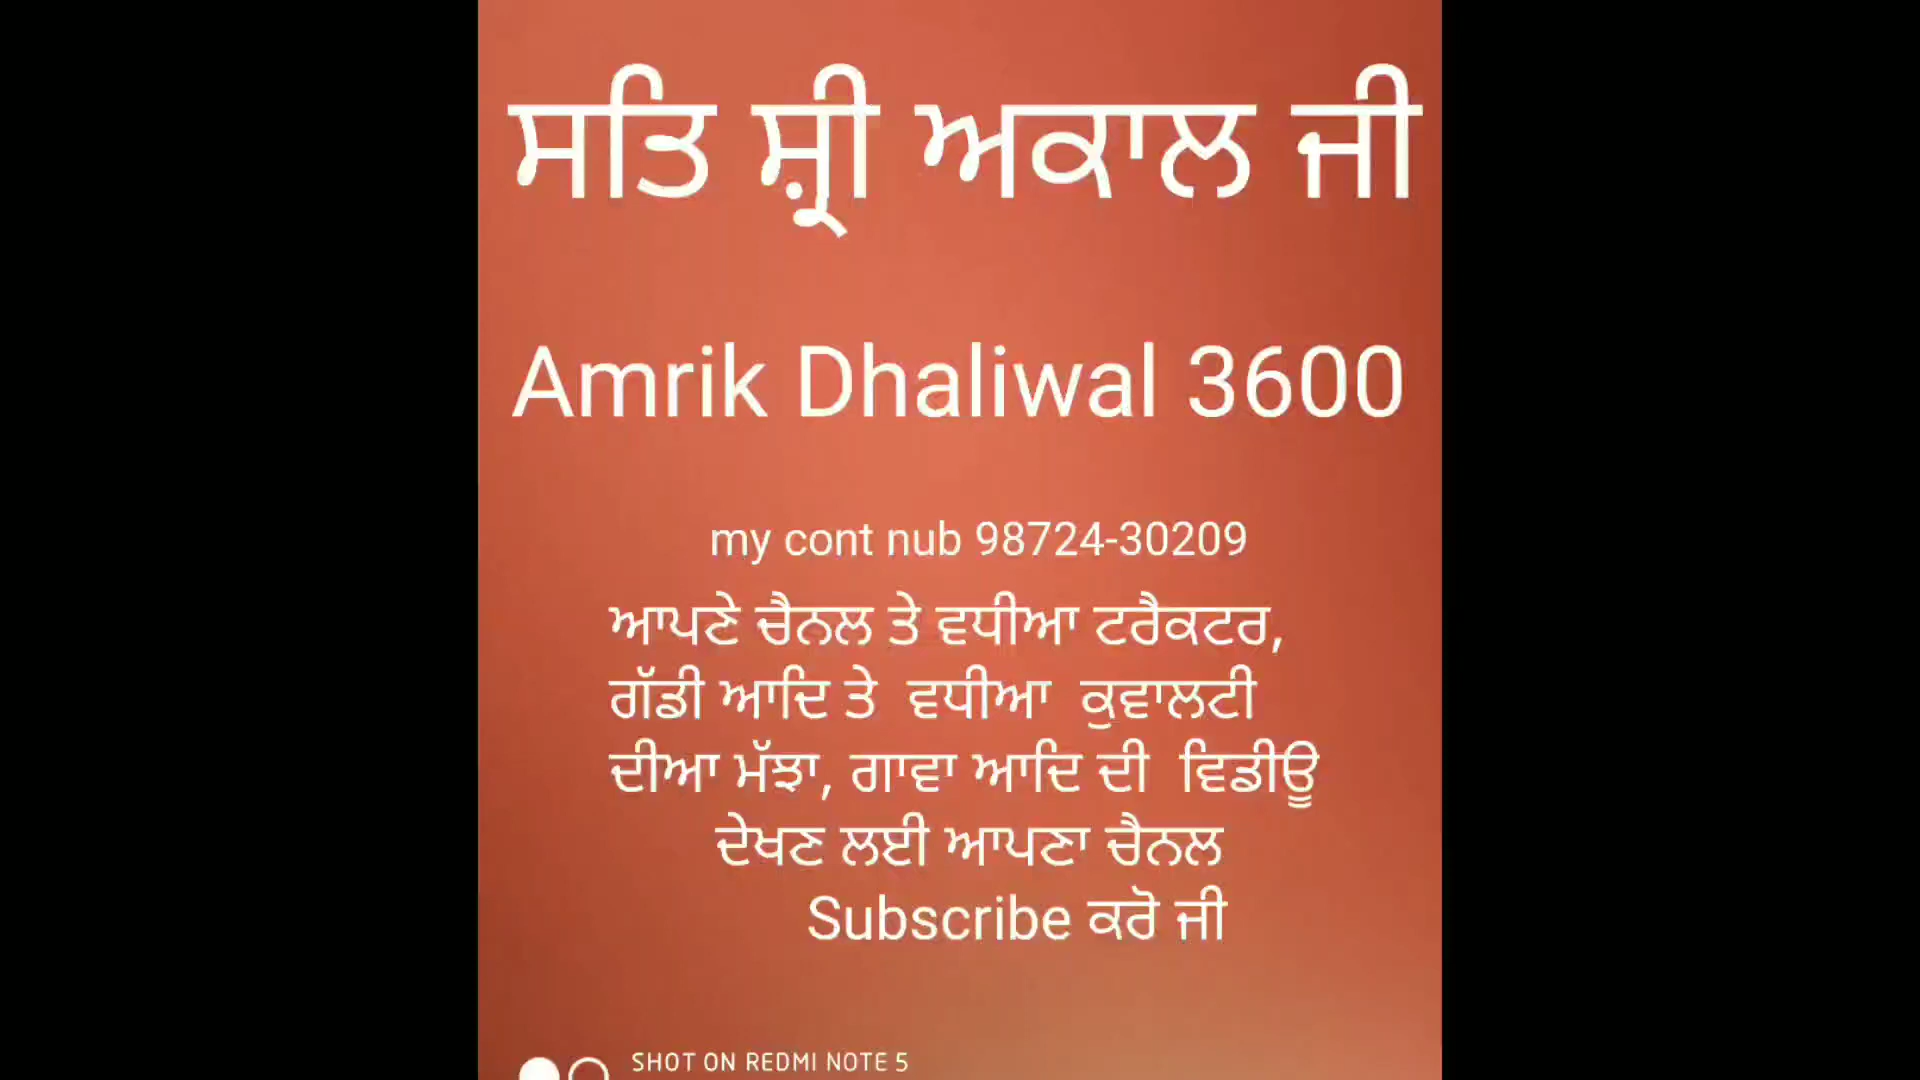 ਸਤਿ ਸ਼੍ਰੀ ਅਕਾਲ ਜੀ
Amrik Dhaliwal 3600
my cont nub 98724-30209
ਆਪਣੇ ਚੈਨਲ ਤੇ ਵਧੀਆ ਟਰੈਕਟਰ,
ਗੱਡੀ ਆਦਿ ਤੇ ਵਧੀਆ ਕੁਵਾਲਟੀ
ਦੀਆ ਮੱਝਾ, ਗਾਵਾ ਆਦਿ ਦੀ ਵਿਡੀਊ
ਦੇਖਣ ਲਈ ਆਪਣਾ ਚੈਨਲ
Subscribe ਕਰੋ ਜੀ
SHOT ON REDMI NOTE 5